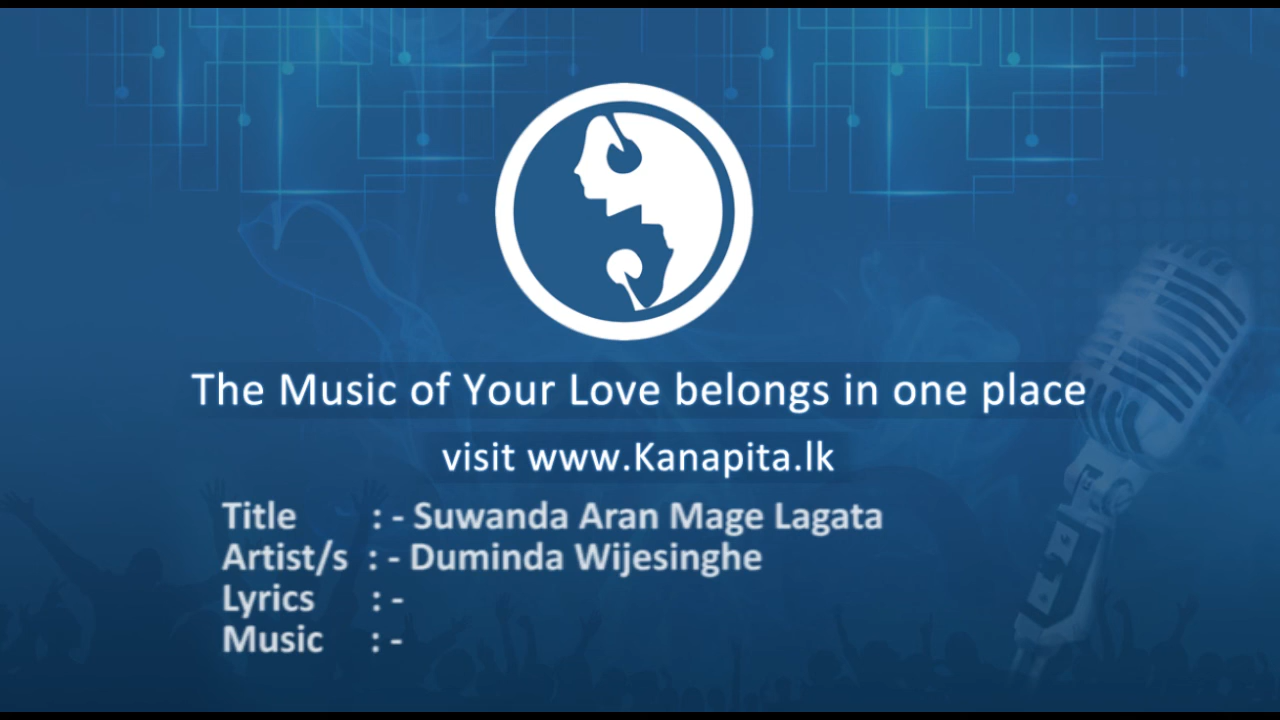 The Music of Your Love belongs in one place
visit www.Kanapita.lk
Title : - Suwanda Aran Mage Lagata
Artist/s : - Duminda Wijesinghe
Lyrics : -
Music : -